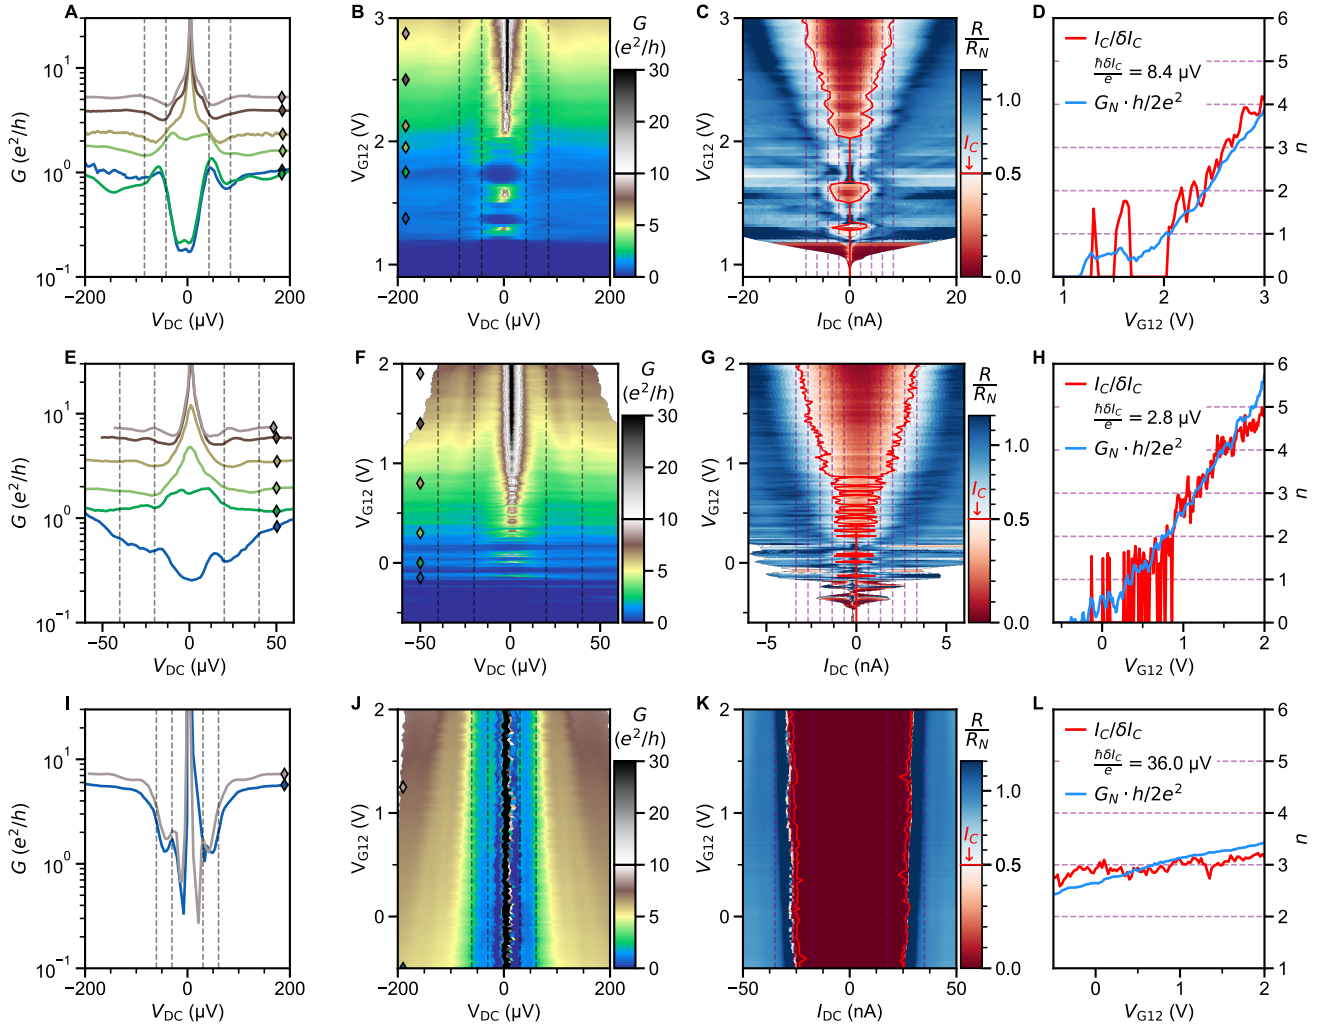 A
G (e²/h)
10¹
10⁰
10⁻¹
−200
0
200
V_DC (µV)
B
V_G12 (V)
3
2
1
−200
0
200
V_DC (µV)
G
(e²/h)
30
20
10
5
0
C
V_G12 (V)
3
2
1
−20
−10
0
10
20
I_DC (nA)
R
R_N
1.0
I_C
0.5
0.0
D
I_C/δI_C
ħδI_C/e = 8.4 µV
G_N · h/2e²
6
5
4
3
2
1
0
n
1
2
3
V_G12 (V)
E
G (e²/h)
10¹
10⁰
10⁻¹
−50
0
50
V_DC (µV)
F
V_G12 (V)
2
1
0
−50
0
50
V_DC (µV)
G
(e²/h)
30
20
10
5
0
G
V_G12 (V)
2
1
0
−5
0
5
I_DC (nA)
R
R_N
1.0
I_C
0.5
0.0
H
I_C/δI_C
ħδI_C/e = 2.8 µV
G_N · h/2e²
6
5
4
3
2
1
0
n
0
1
2
V_G12 (V)
I
G (e²/h)
10¹
10⁰
10⁻¹
−200
0
200
V_DC (µV)
J
V_G12 (V)
2
1
0
−200
0
200
V_DC (µV)
G
(e²/h)
30
20
10
5
0
K
V_G12 (V)
2
1
0
−50
0
50
I_DC (nA)
R
R_N
1.0
I_C
0.5
0.0
L
I_C/δI_C
ħδI_C/e = 36.0 µV
G_N · h/2e²
6
5
4
3
2
1
n
0
1
2
V_G12 (V)